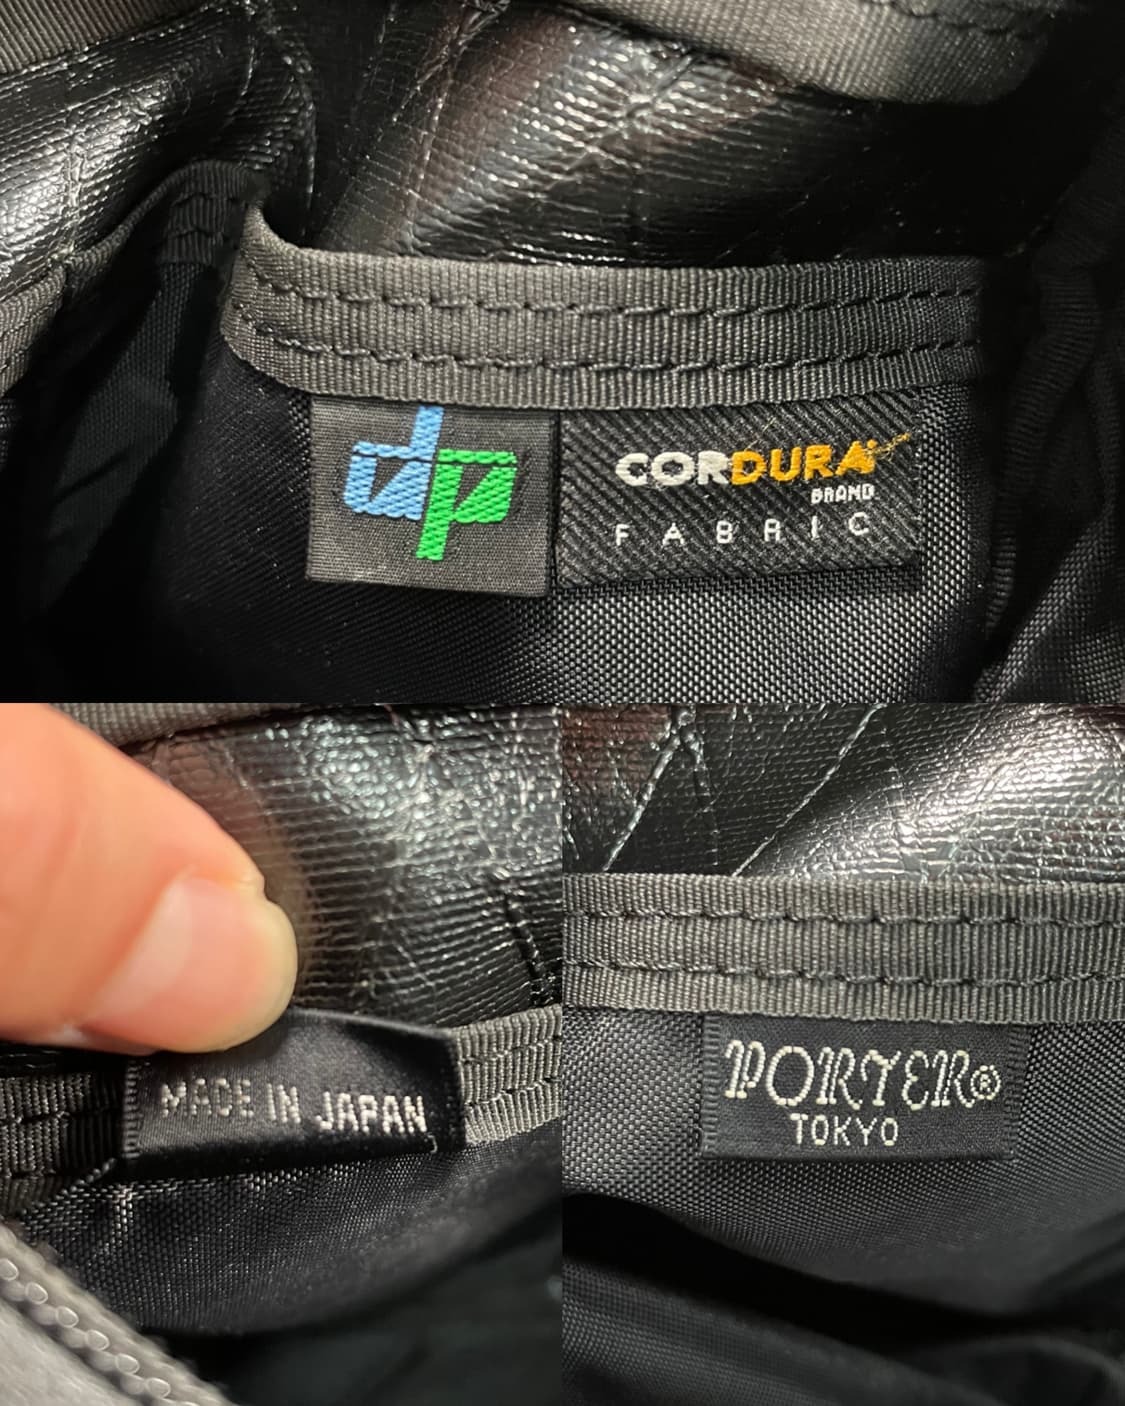 dp
CORDURA
BRAND
FABRIC
MADE IN JAPAN
PORTER®
TOKYO